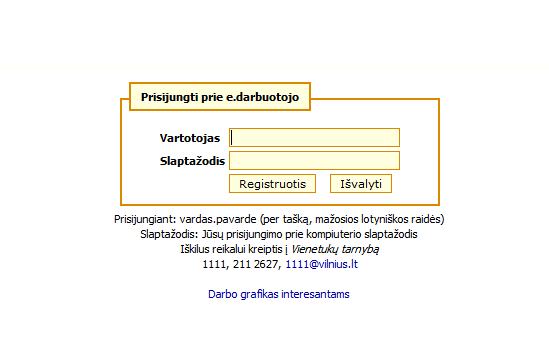 Prisijungti prie e.darbuotojo
Vartotojas
Slaptažodis
Registruotis Išvalyti
Prisijungiant: vardas.pavarde (per tašką, mažosios lotyniškos raidės)
Slaptažodis: Jūsų prisijungimo prie kompiuterio slaptažodis
Iškilus reikalui kreiptis į Vienetukų tarnybą
1111, 211 2627, 1111@vilnius.lt
Darbo grafikas interesantams